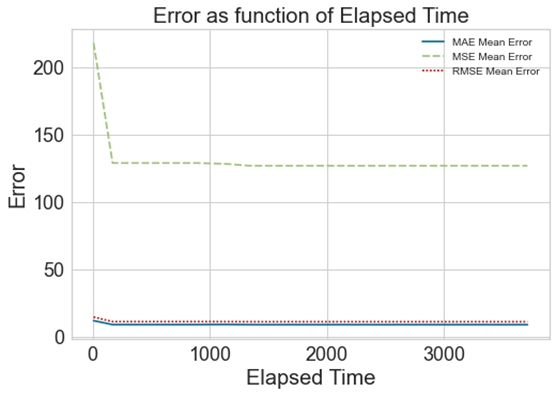 Error as function of Elapsed Time
MAE Mean Error
MSE Mean Error
RMSE Mean Error
200
150
100
50
0
Error
0 1000 2000 3000
Elapsed Time